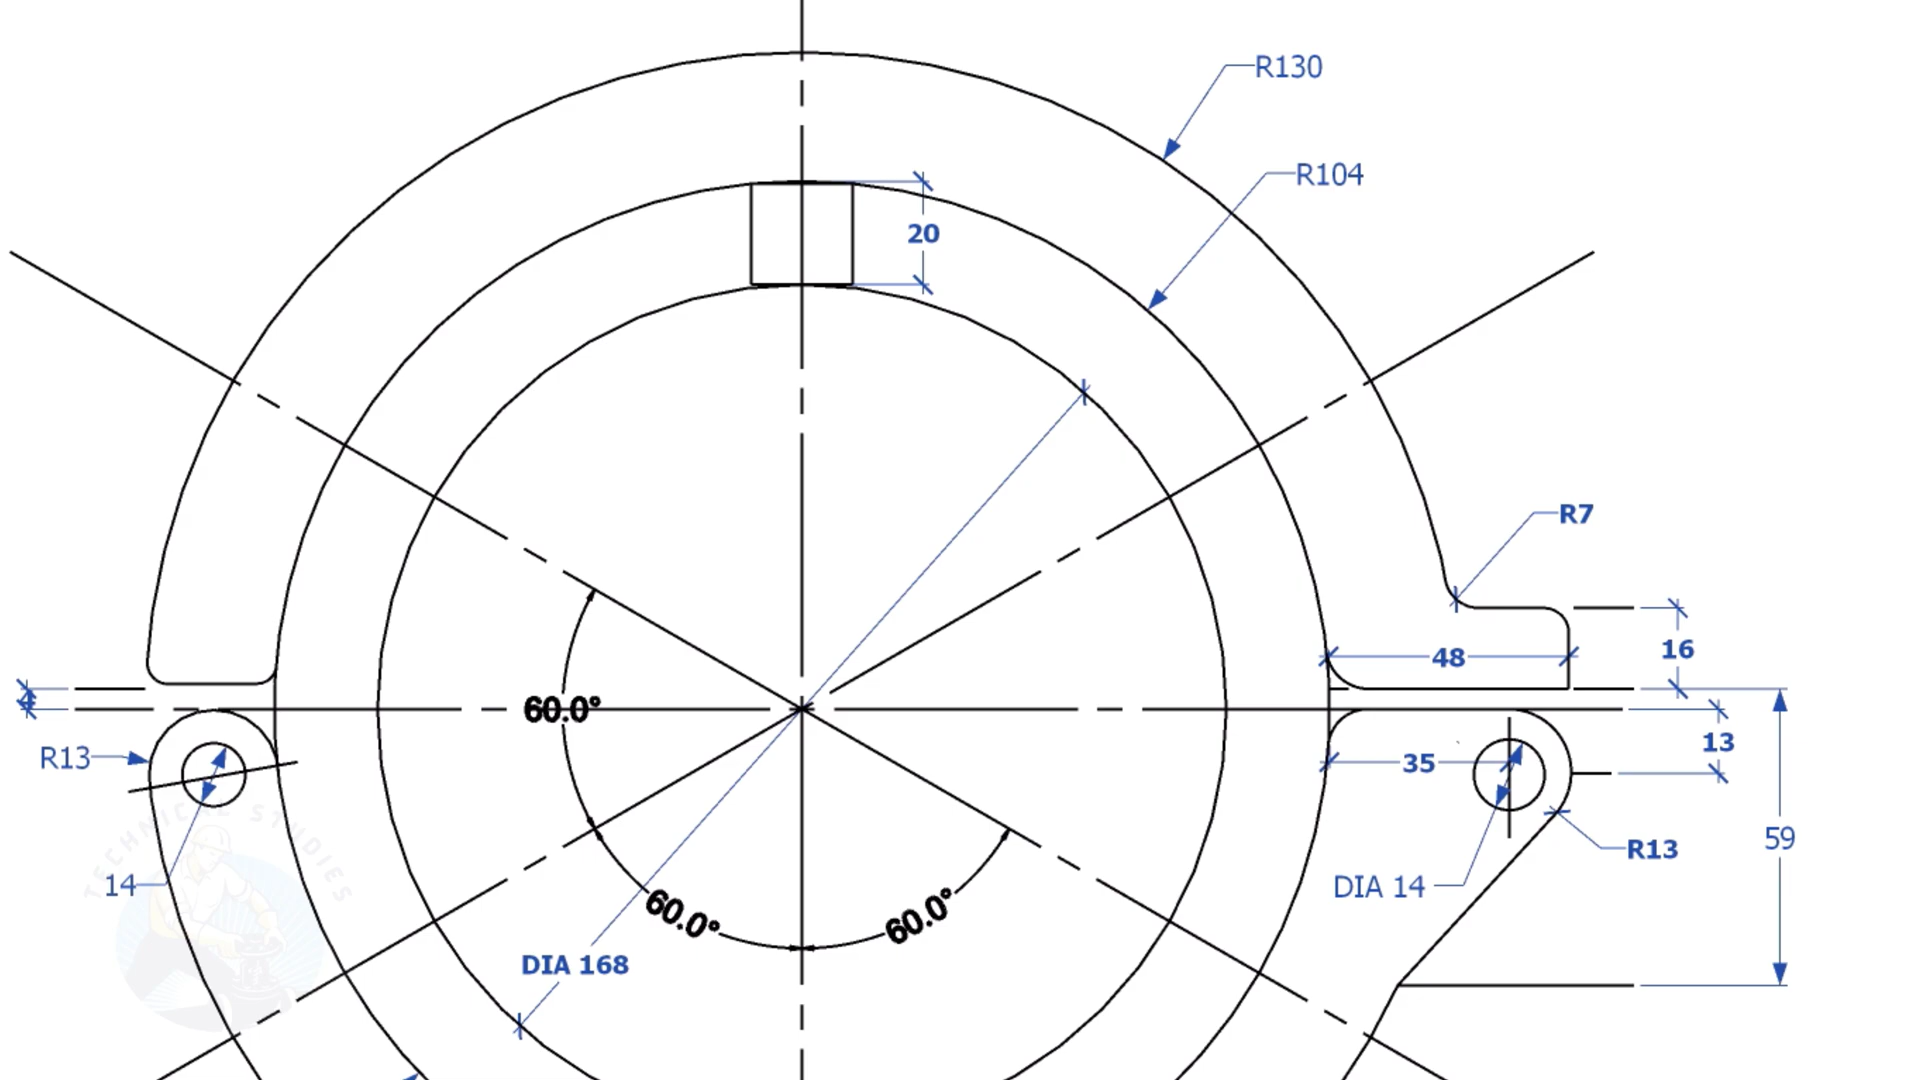 R130
R104
20
R7
16
48
4
60.0°
13
R13
35
59
R13
14
DIA 14
60.0°
60.0°
DIA 168
TECHNICAL STUDIES